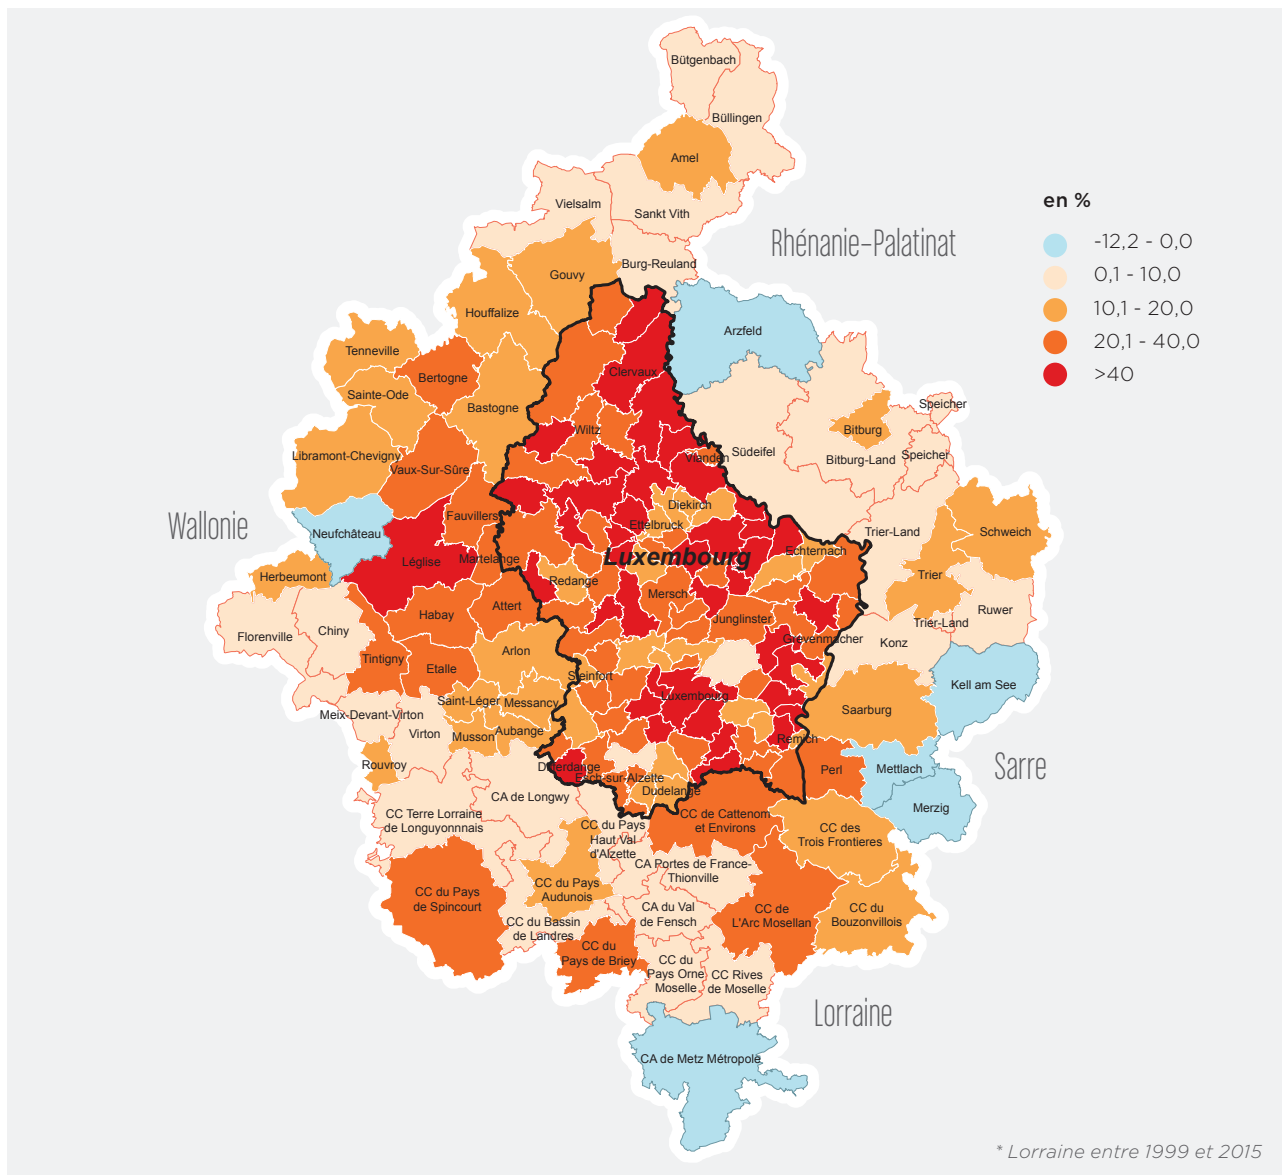 Bütgenbach
Büllingen
Amel
Vielsalm
Sankt Vith
Burg-Reuland
Gouvy
Houffalize
Rhénanie-Palatinat
en %
-12,2 - 0,0
0,1 - 10,0
10,1 - 20,0
20,1 - 40,0
>40
Arzfeld
Tenneville
Bertogne
Clervaux
Sainte-Ode
Bastogne
Speicher
Wiltz
Bitburg
Südeifel
Libramont-Chevigny
Vaux-Sur-Sûre
Vianden
Bitburg-Land
Speicher
Wallonie
Diekirch
Fauvillers
Ettelbruck
Neufchâteau
Trier-Land
Schweich
Luxembourg
Echternach
Martelange
Léglise
Herbeumont
Redange
Trier
Mersch
Attert
Habay
Junglinster
Ruwer
Trier-Land
Florenville
Chiny
Grevenmacher
Konz
Arlon
Tintigny
Etalle
Steinfort
Kell am See
Luxembourg
Saint-Léger
Messancy
Saarburg
Meix-Devant-Virton
Virton
Musson
Aubange
Remich
Rouvroy
Differdange
Esch-sur-Alzette
Perl
Mettlach
Sarre
Dudelange
CA de Longwy
Merzig
CC Terre Lorraine
de Longuyonnnais
CC du Pays
Haut Val
d'Alzette
CC de Cattenom
et Environs
CC des
Trois Frontieres
CA Portes de France-
Thionville
CC du Pays
de Spincourt
CC du Pays
Audunois
CC du Bassin
de Landres
CA du Val
de Fensch
CC de
L'Arc Mosellan
CC du
Bouzonvillois
CC du
Pays de Briey
CC du
Pays Orne
Moselle
CC Rives
de Moselle
Lorraine
CA de Metz Métropole
* Lorraine entre 1999 et 2015